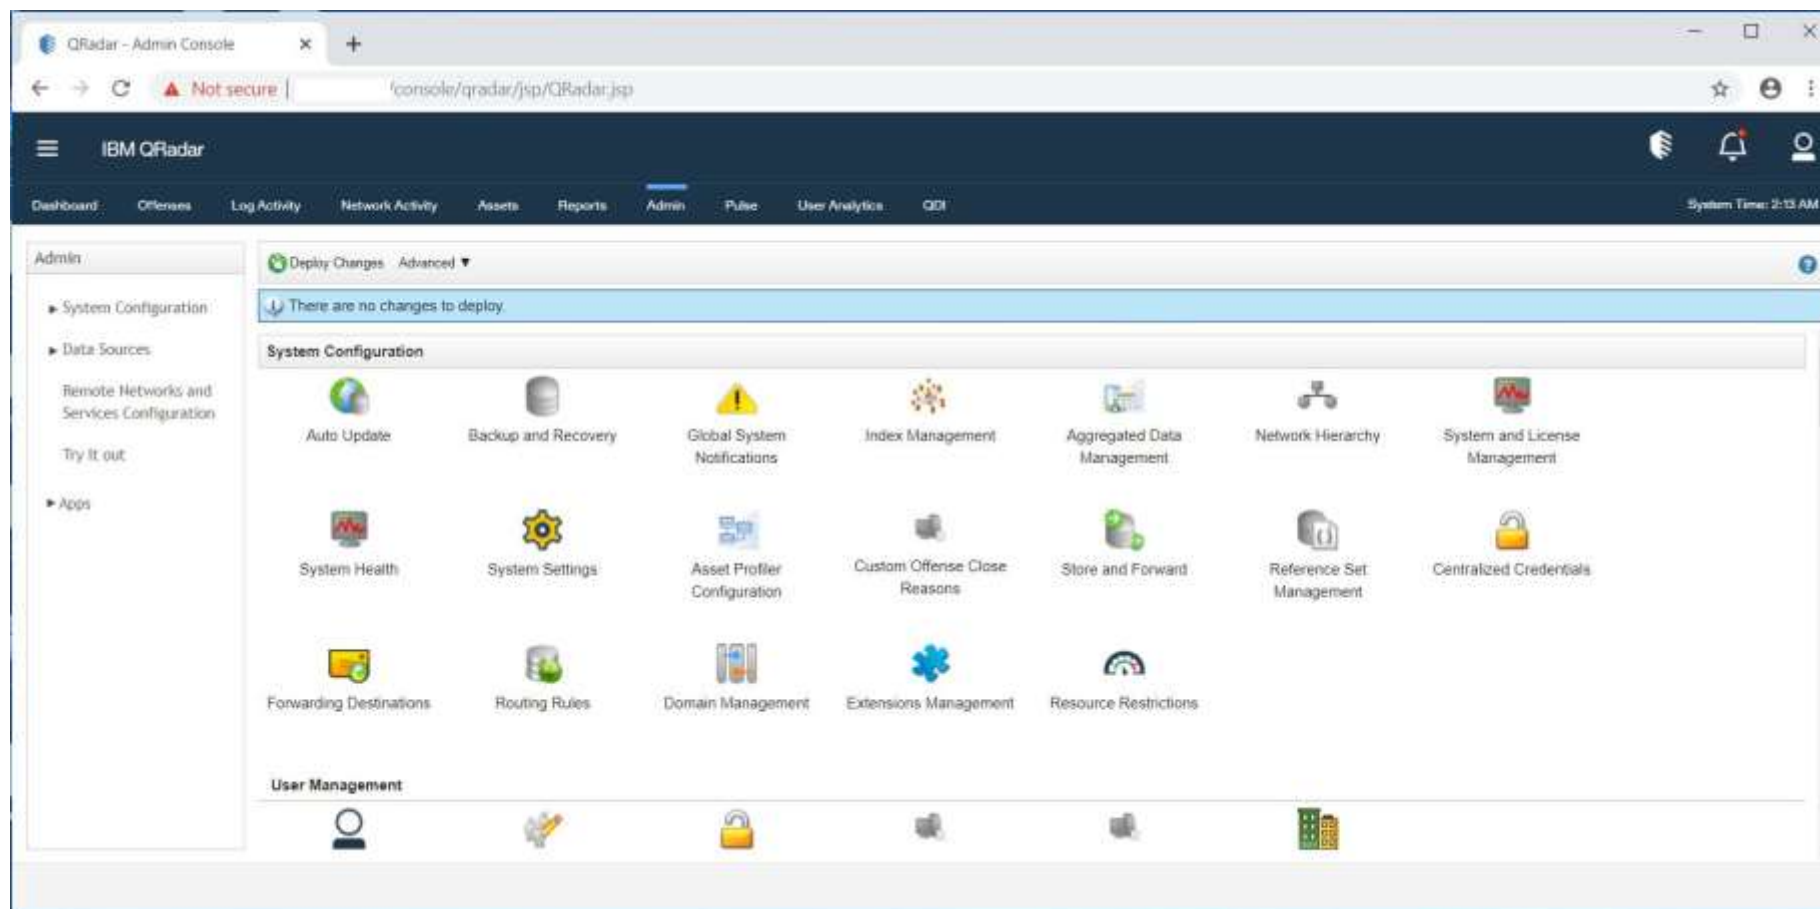 QRadar - Admin Console
Not secure | /console/qradar/jsp/QRadar.jsp
IBM QRadar
Dashboard Offenses Log Activity Network Activity Assets Reports Admin Pulse User Analytics QDI System Time: 2:13 AM
Admin
System Configuration
Data Sources
Remote Networks and
Services Configuration
Try it out
Apps
Deploy Changes Advanced ▼
There are no changes to deploy.
System Configuration
Auto Update
Backup and Recovery
Global System
Notifications
Index Management
Aggregated Data
Management
Network Hierarchy
System and License
Management
System Health
System Settings
Asset Profiler
Configuration
Custom Offense Close
Reasons
Store and Forward
Reference Set
Management
Centralized Credentials
Forwarding Destinations
Routing Rules
Domain Management
Extensions Management
Resource Restrictions
User Management